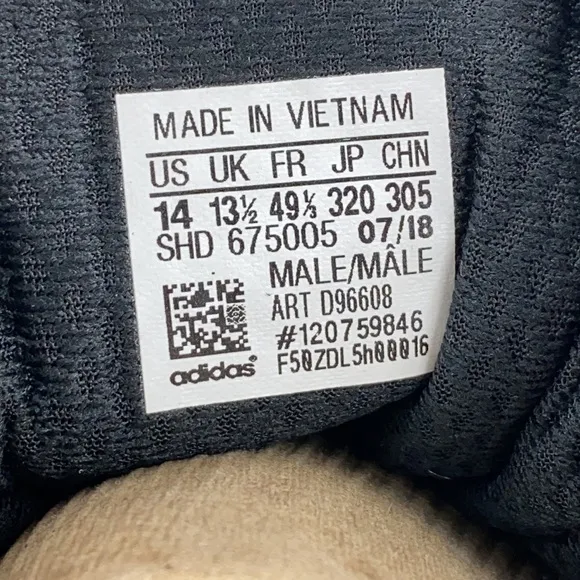 MADE IN VIETNAM
US UK FR JP CHN
14 13½ 49⅓ 320 305
SHD 675005 07/18
MALE/MÂLE
ART D96608
#120759846
adidas® F50ZDL5h00016